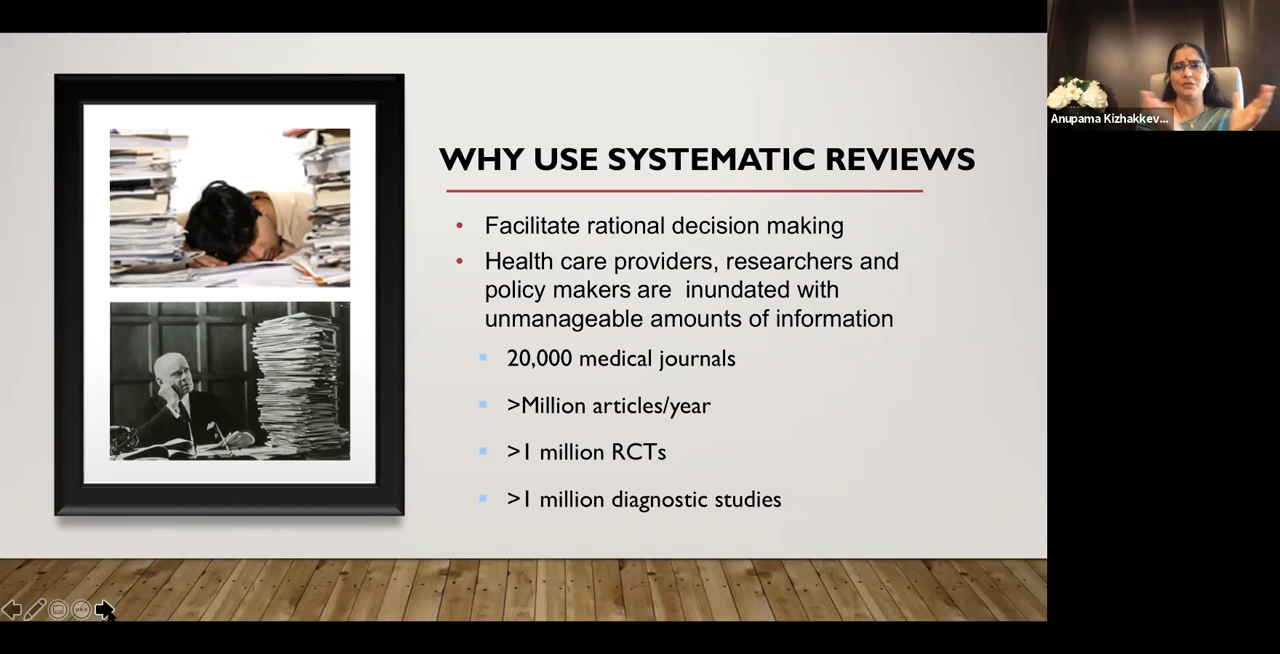 Anupama Kizhakkev...
WHY USE SYSTEMATIC REVIEWS
• Facilitate rational decision making
• Health care providers, researchers and
policy makers are inundated with
unmanageable amounts of information
▪ 20,000 medical journals
▪ >Million articles/year
▪ >1 million RCTs
▪ >1 million diagnostic studies